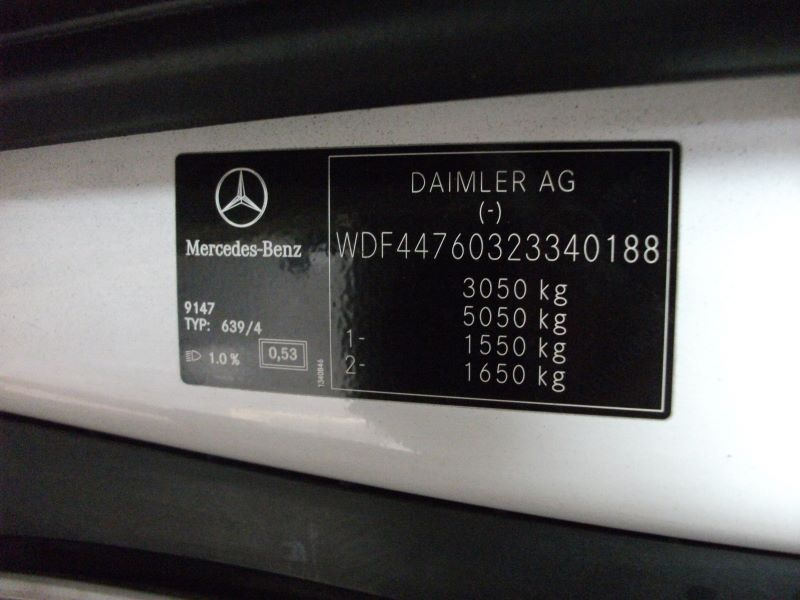 Mercedes-Benz
9147
TYP: 639/4
1.0 %
0,53
1340846
DAIMLER AG
(-)
WDF44760323340188
3050 kg
5050 kg
1- 1550 kg
2- 1650 kg